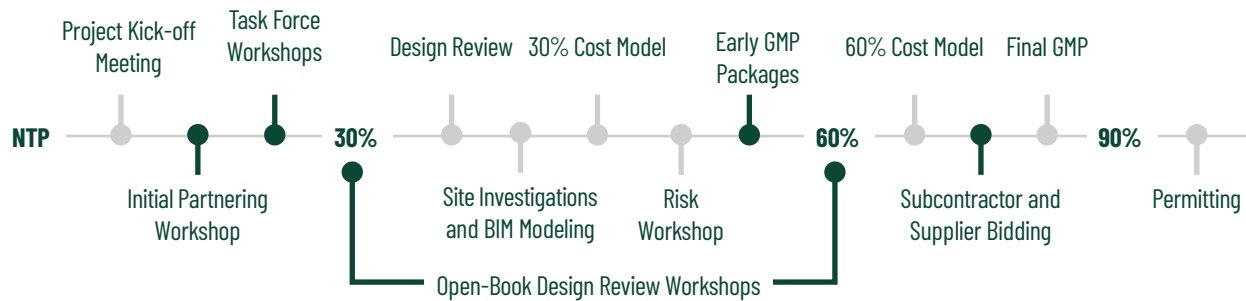 Project Kick-off
Meeting
Task Force
Workshops
Design Review
30% Cost Model
Early GMP
Packages
60% Cost Model
Final GMP
NTP
30%
60%
90%
Initial Partnering
Workshop
Site Investigations
and BIM Modeling
Risk
Workshop
Subcontractor and
Supplier Bidding
Permitting
Open-Book Design Review Workshops